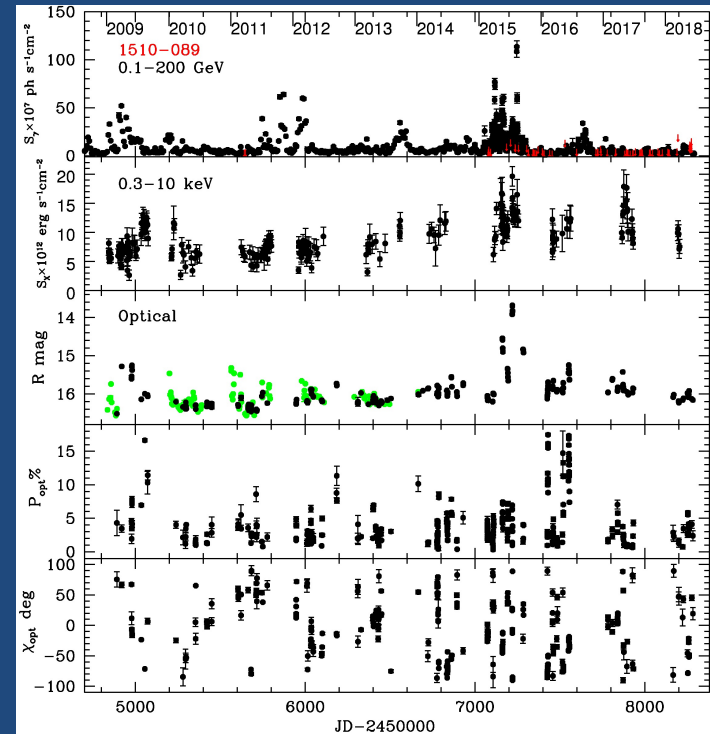 2009 2010 2011 2012 2013 2014 2015 2016 2017 2018
150
100
50
0
S_γ×10⁷ ph s⁻¹cm⁻²
1510−089
0.1−200 GeV
20
15
10
5
0
S_X×10¹² erg s⁻¹cm⁻²
0.3−10 keV
14
15
16
R mag
Optical
15
10
5
0
P_opt%
100
50
0
−50
−100
χ_opt deg
5000 6000 7000 8000
JD−2450000